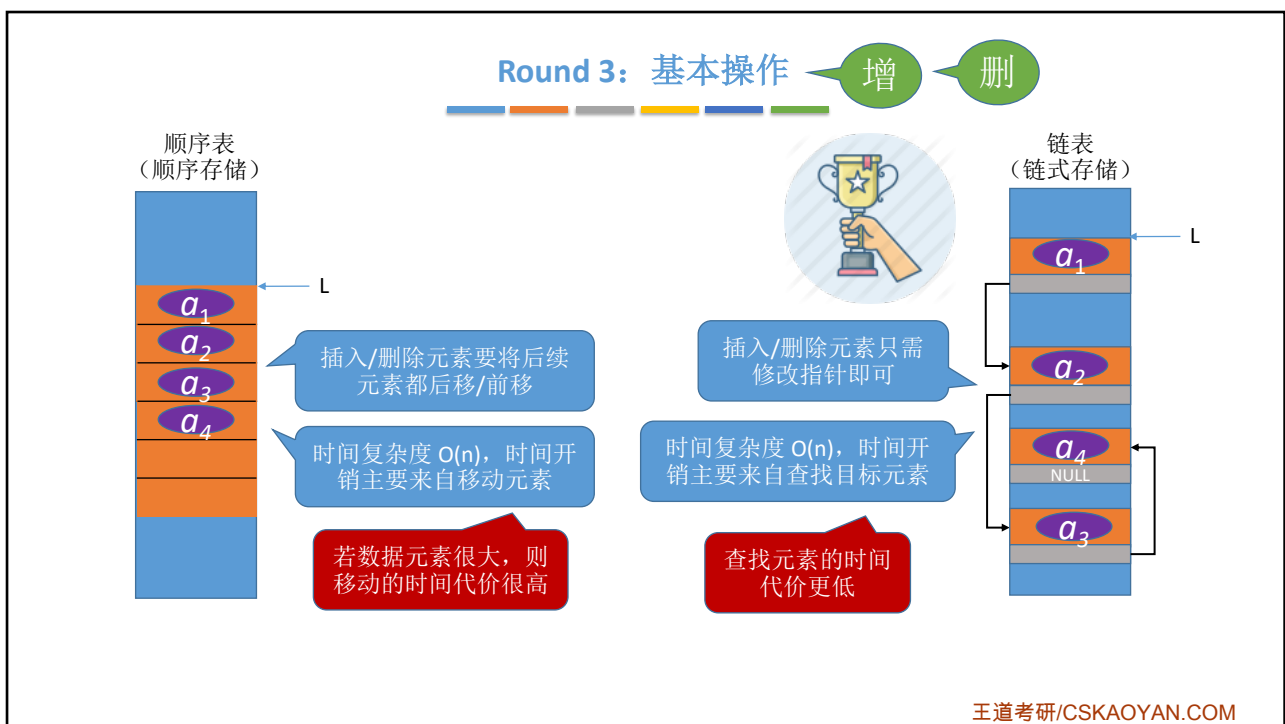 Round 3：基本操作
增
删
顺序表
（顺序存储）
L
a1
a2
a3
a4
插入/删除元素要将后续
元素都后移/前移
时间复杂度 O(n)，时间开
销主要来自移动元素
若数据元素很大，则
移动的时间代价很高
链表
（链式存储）
L
a1
a2
a4
NULL
a3
插入/删除元素只需
修改指针即可
时间复杂度 O(n)，时间开
销主要来自查找目标元素
查找元素的时间
代价更低
王道考研/CSKAOYAN.COM